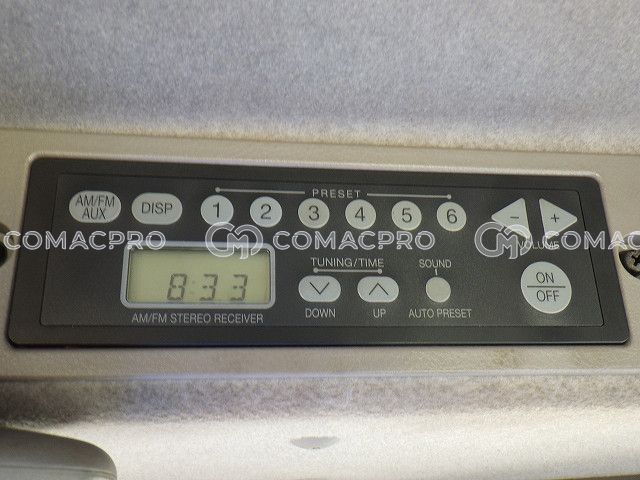 PRESET
AM/FM
AUX
DISP
1 2 3 4 5 6
- +
VOLUME
COMACPRO COMACPRO
TUNING/TIME
SOUND
8:33
DOWN UP AUTO PRESET
ON
OFF
AM/FM STEREO RECEIVER